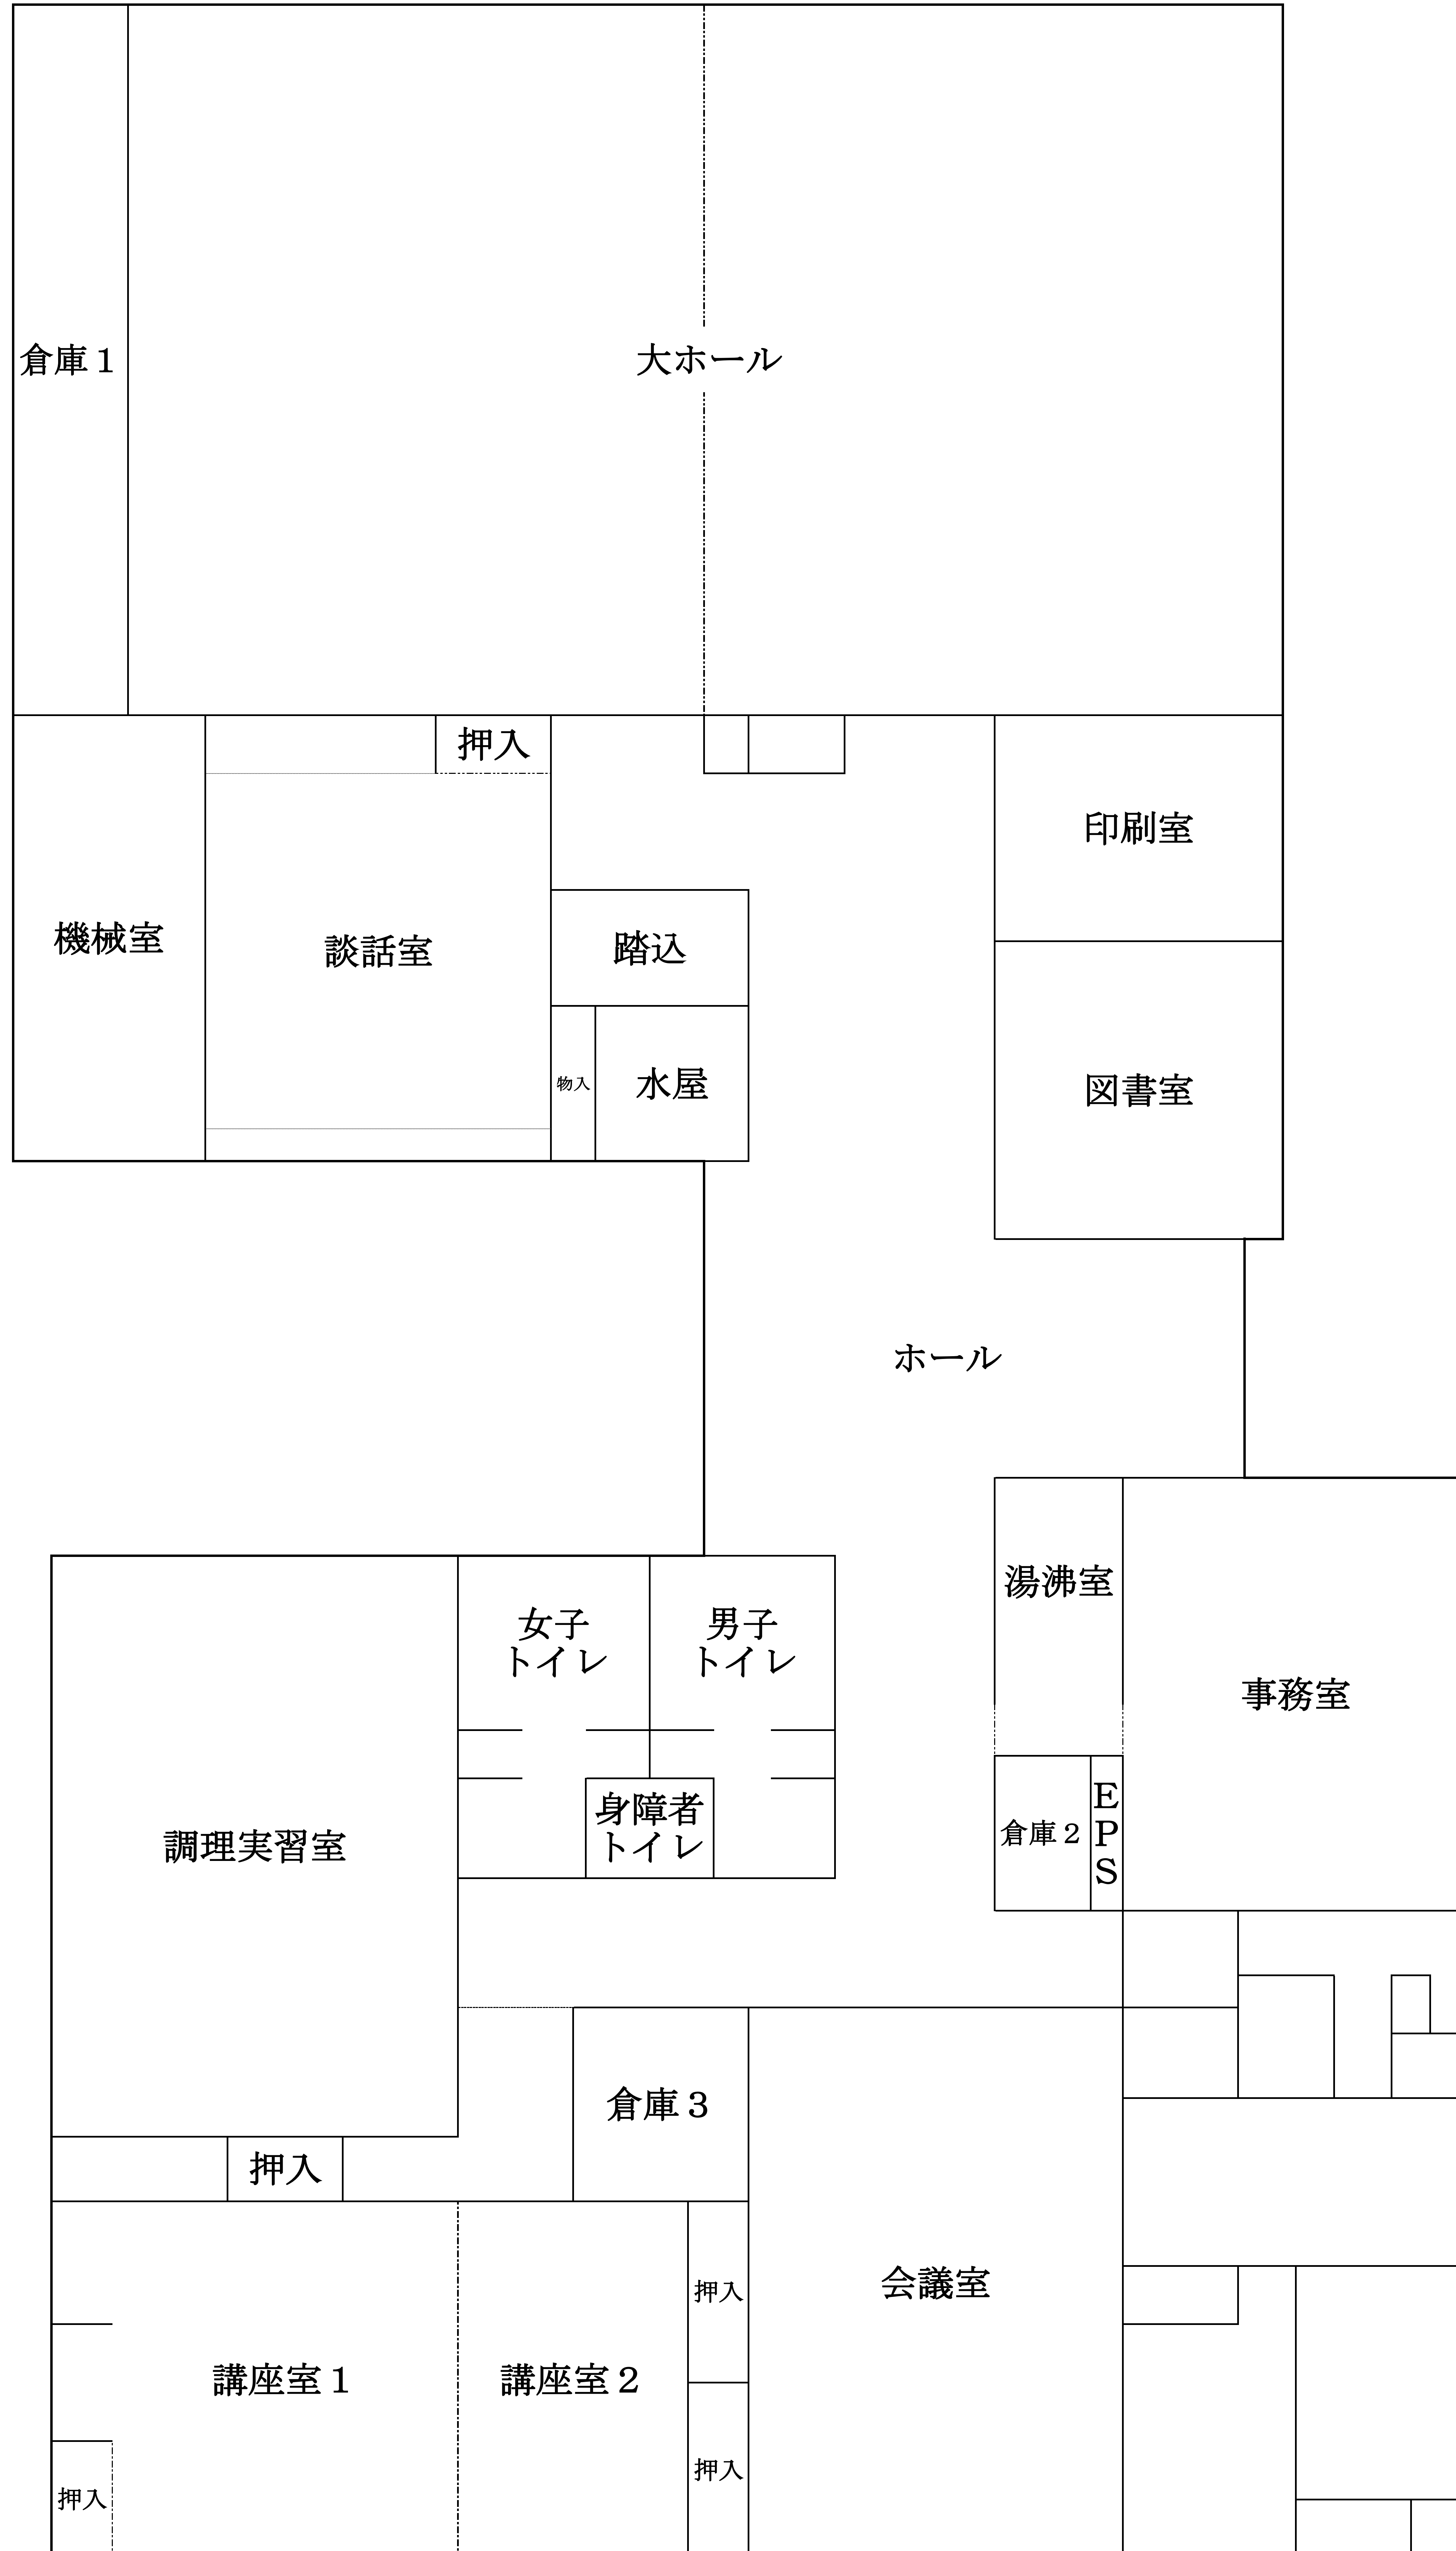 倉庫１
大ホール
押入
印刷室
機械室
談話室
踏込
物入
水屋
図書室
ホール
湯沸室
女子
トイレ
男子
トイレ
事務室
身障者
トイレ
倉庫２
EPS
調理実習室
倉庫３
押入
会議室
押入
講座室１
講座室２
押入
押入